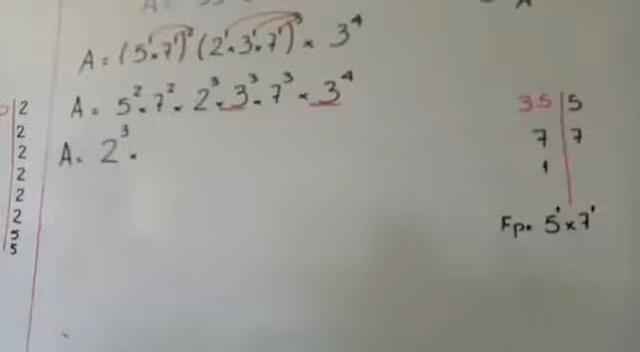 A = (5¹ · 7¹)² (2¹ · 3¹ · 7¹)³ × 3⁴
A = 5² · 7² · 2³ · 3³ · 7³ × 3⁴
A = 2³ ·
2
2
2
2
2
2
5
5
35 | 5
7 | 7
1
Fp = 5¹ × 7¹